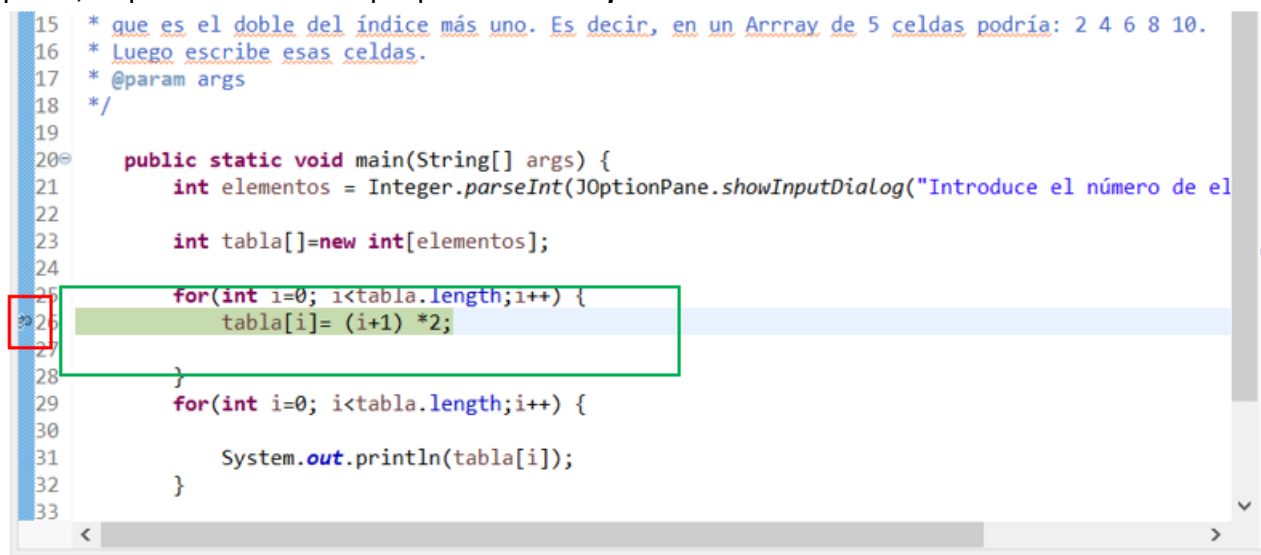 15 * que es el doble del índice más uno. Es decir, en un Arrray de 5 celdas podría: 2 4 6 8 10.
16 * Luego escribe esas celdas.
17 * @param args
18 */
19
20 public static void main(String[] args) {
21 int elementos = Integer.parseInt(JOptionPane.showInputDialog("Introduce el número de el
22
23 int tabla[]=new int[elementos];
24
25 for(int i=0; i<tabla.length;i++) {
26 tabla[i]= (i+1) *2;
27
28 }
29 for(int i=0; i<tabla.length;i++) {
30
31 System.out.println(tabla[i]);
32 }
33